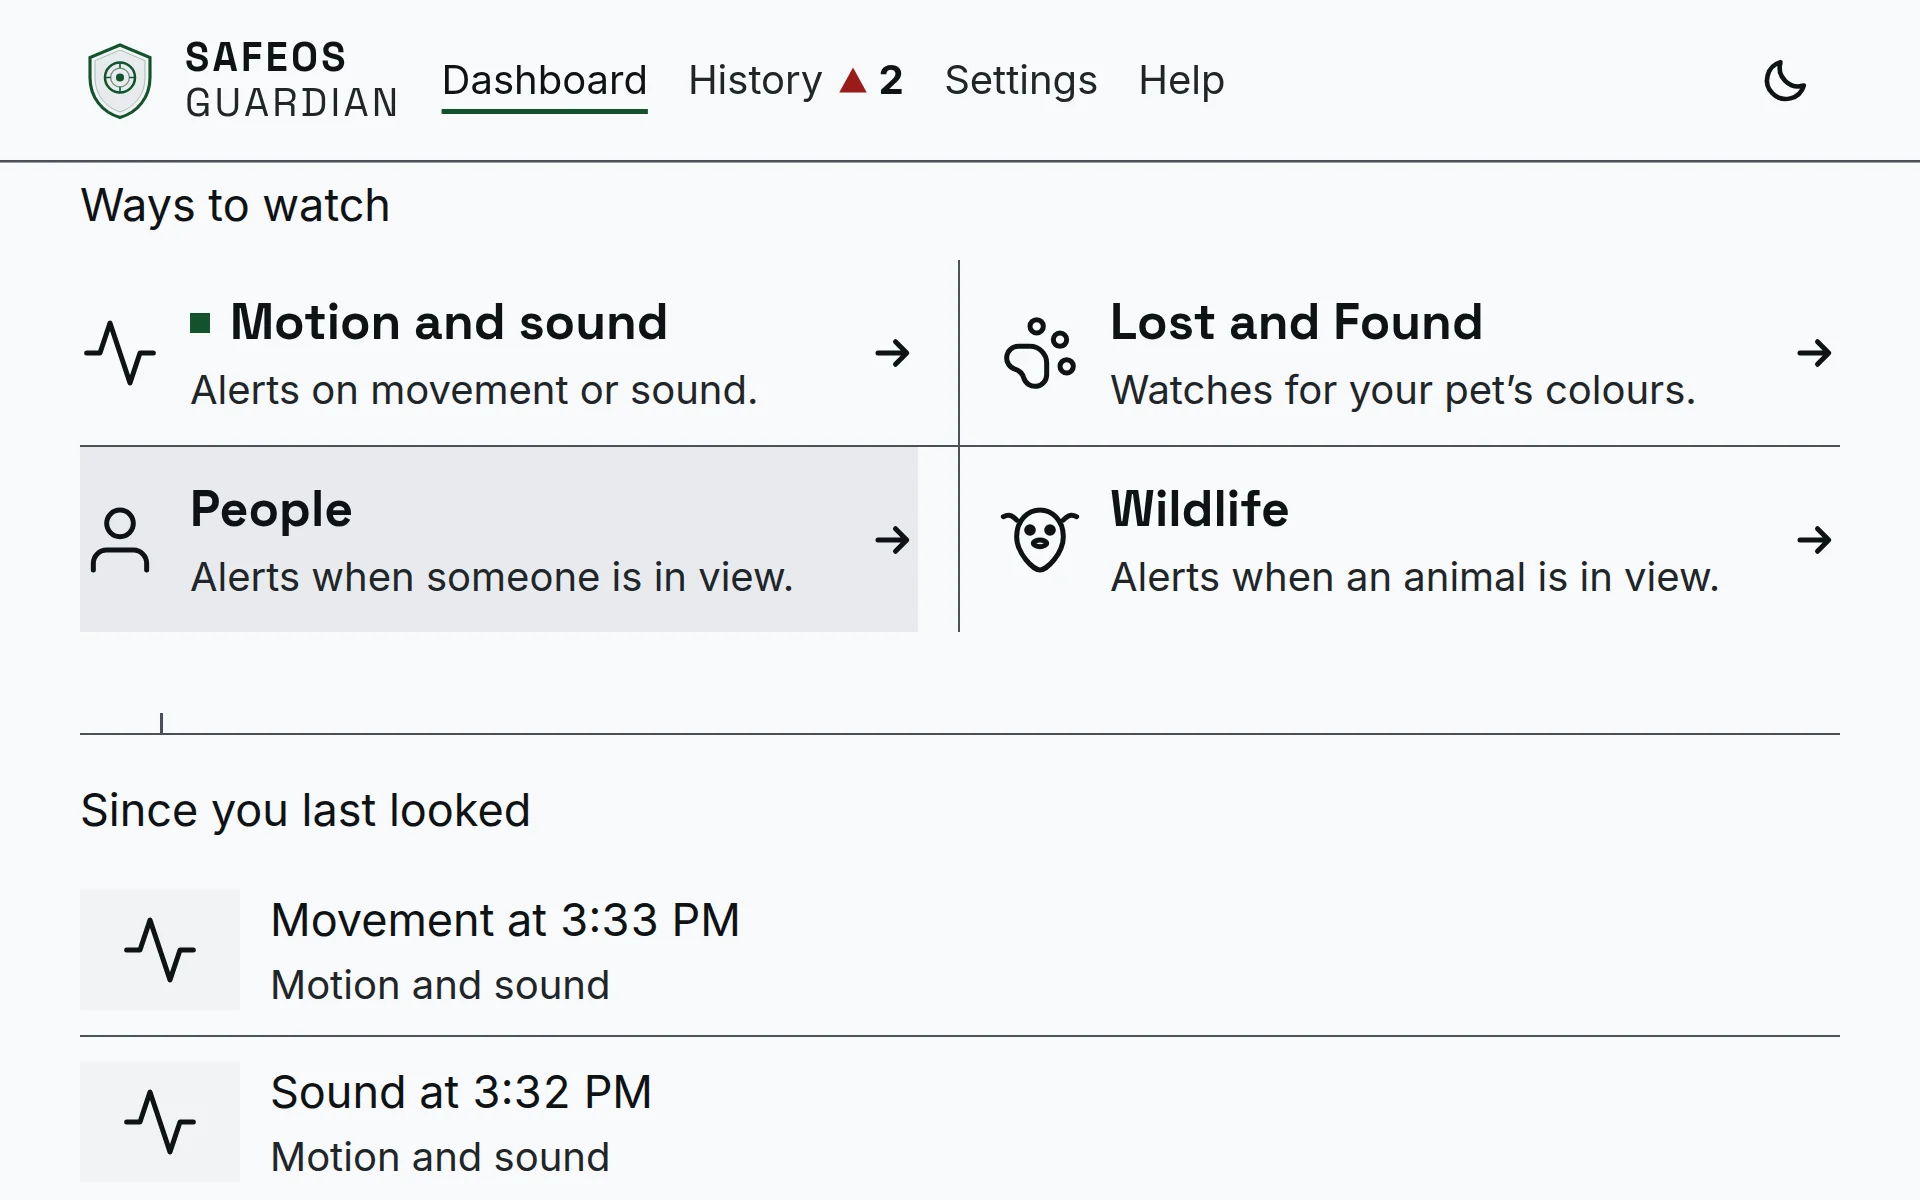 SAFEOS
GUARDIAN
Dashboard
History 2
Settings
Help
Ways to watch
Motion and sound
Alerts on movement or sound.
Lost and Found
Watches for your pet’s colours.
People
Alerts when someone is in view.
Wildlife
Alerts when an animal is in view.
Since you last looked
Movement at 3:33 PM
Motion and sound
Sound at 3:32 PM
Motion and sound